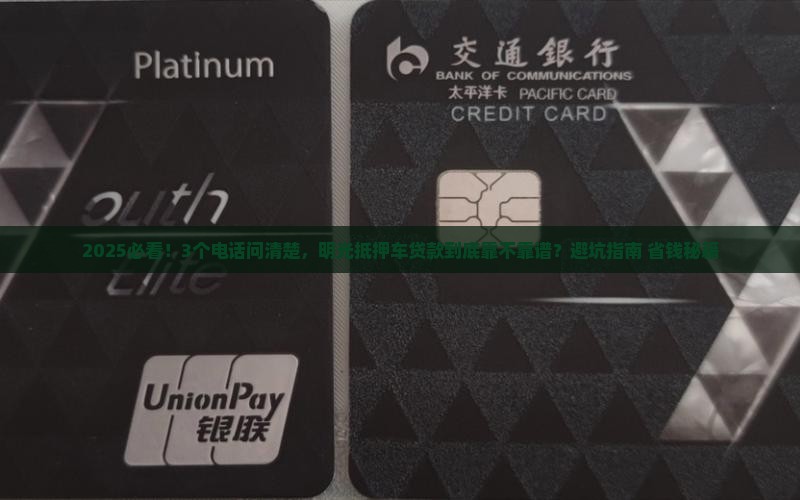 Platinum
outh
Elite
UnionPay
银联
交通銀行
BANK OF COMMUNICATIONS
太平洋卡 PACIFIC CARD
CREDIT CARD
2025必看！3个电话问清楚，明光抵押车贷款到底靠不靠谱？避坑指南 省钱秘籍